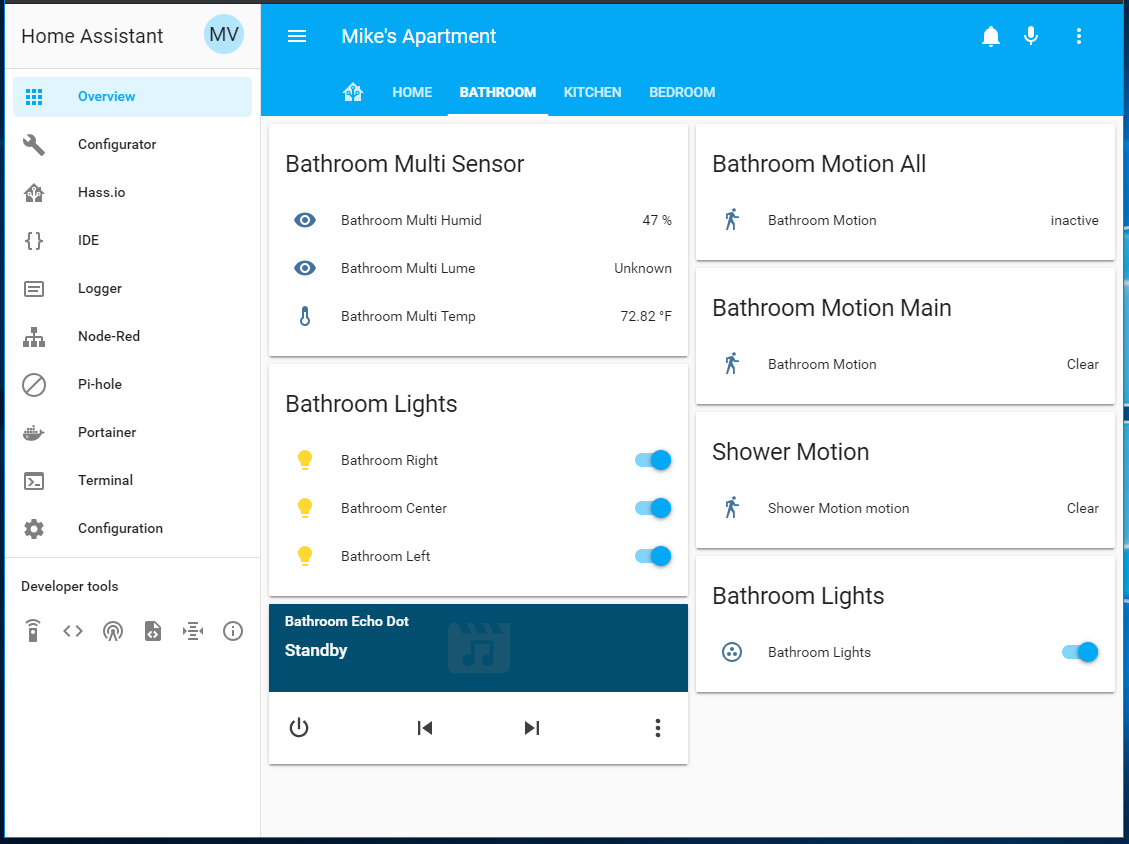 Home Assistant
MV
Overview
Configurator
Hass.io
IDE
Logger
Node-Red
Pi-hole
Portainer
Terminal
Configuration
Developer tools
Mike's Apartment
HOME
BATHROOM
KITCHEN
BEDROOM
Bathroom Multi Sensor
Bathroom Multi Humid 47 %
Bathroom Multi Lume Unknown
Bathroom Multi Temp 72.82 °F
Bathroom Lights
Bathroom Right
Bathroom Center
Bathroom Left
Bathroom Echo Dot
Standby
Bathroom Motion All
Bathroom Motion inactive
Bathroom Motion Main
Bathroom Motion Clear
Shower Motion
Shower Motion motion Clear
Bathroom Lights
Bathroom Lights